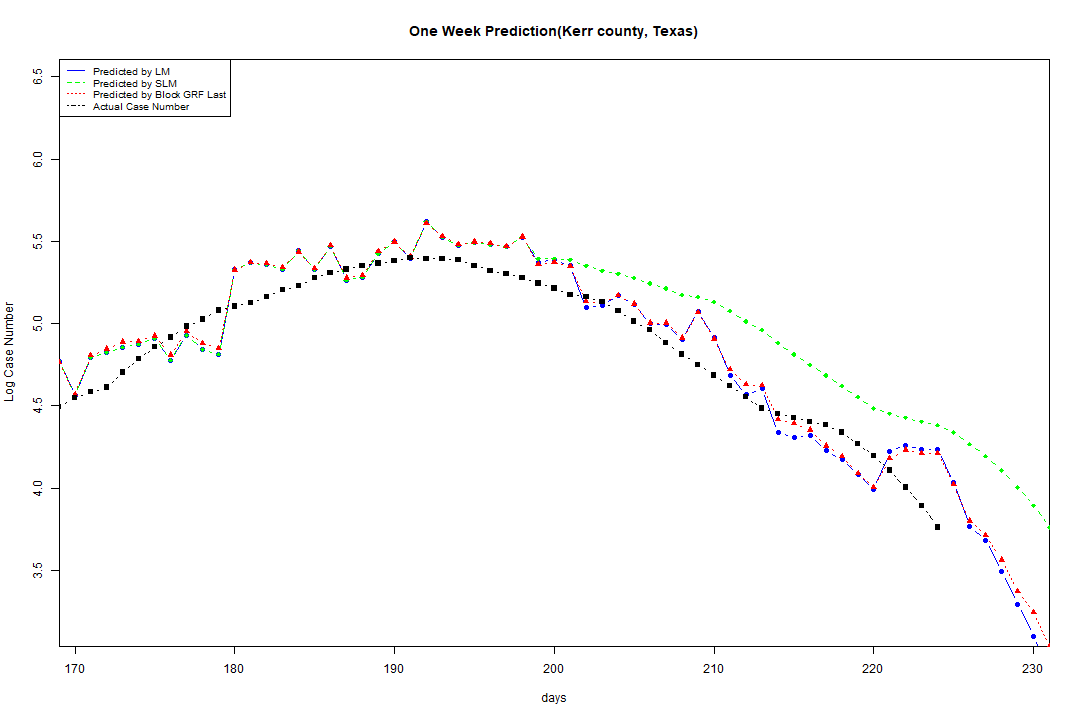 One Week Prediction(Kerr county, Texas)
Predicted by LM
Predicted by SLM
Predicted by Block GRF Last
Actual Case Number
6.5
6.0
5.5
5.0
4.5
4.0
3.5
Log Case Number
170 180 190 200 210 220 230
days